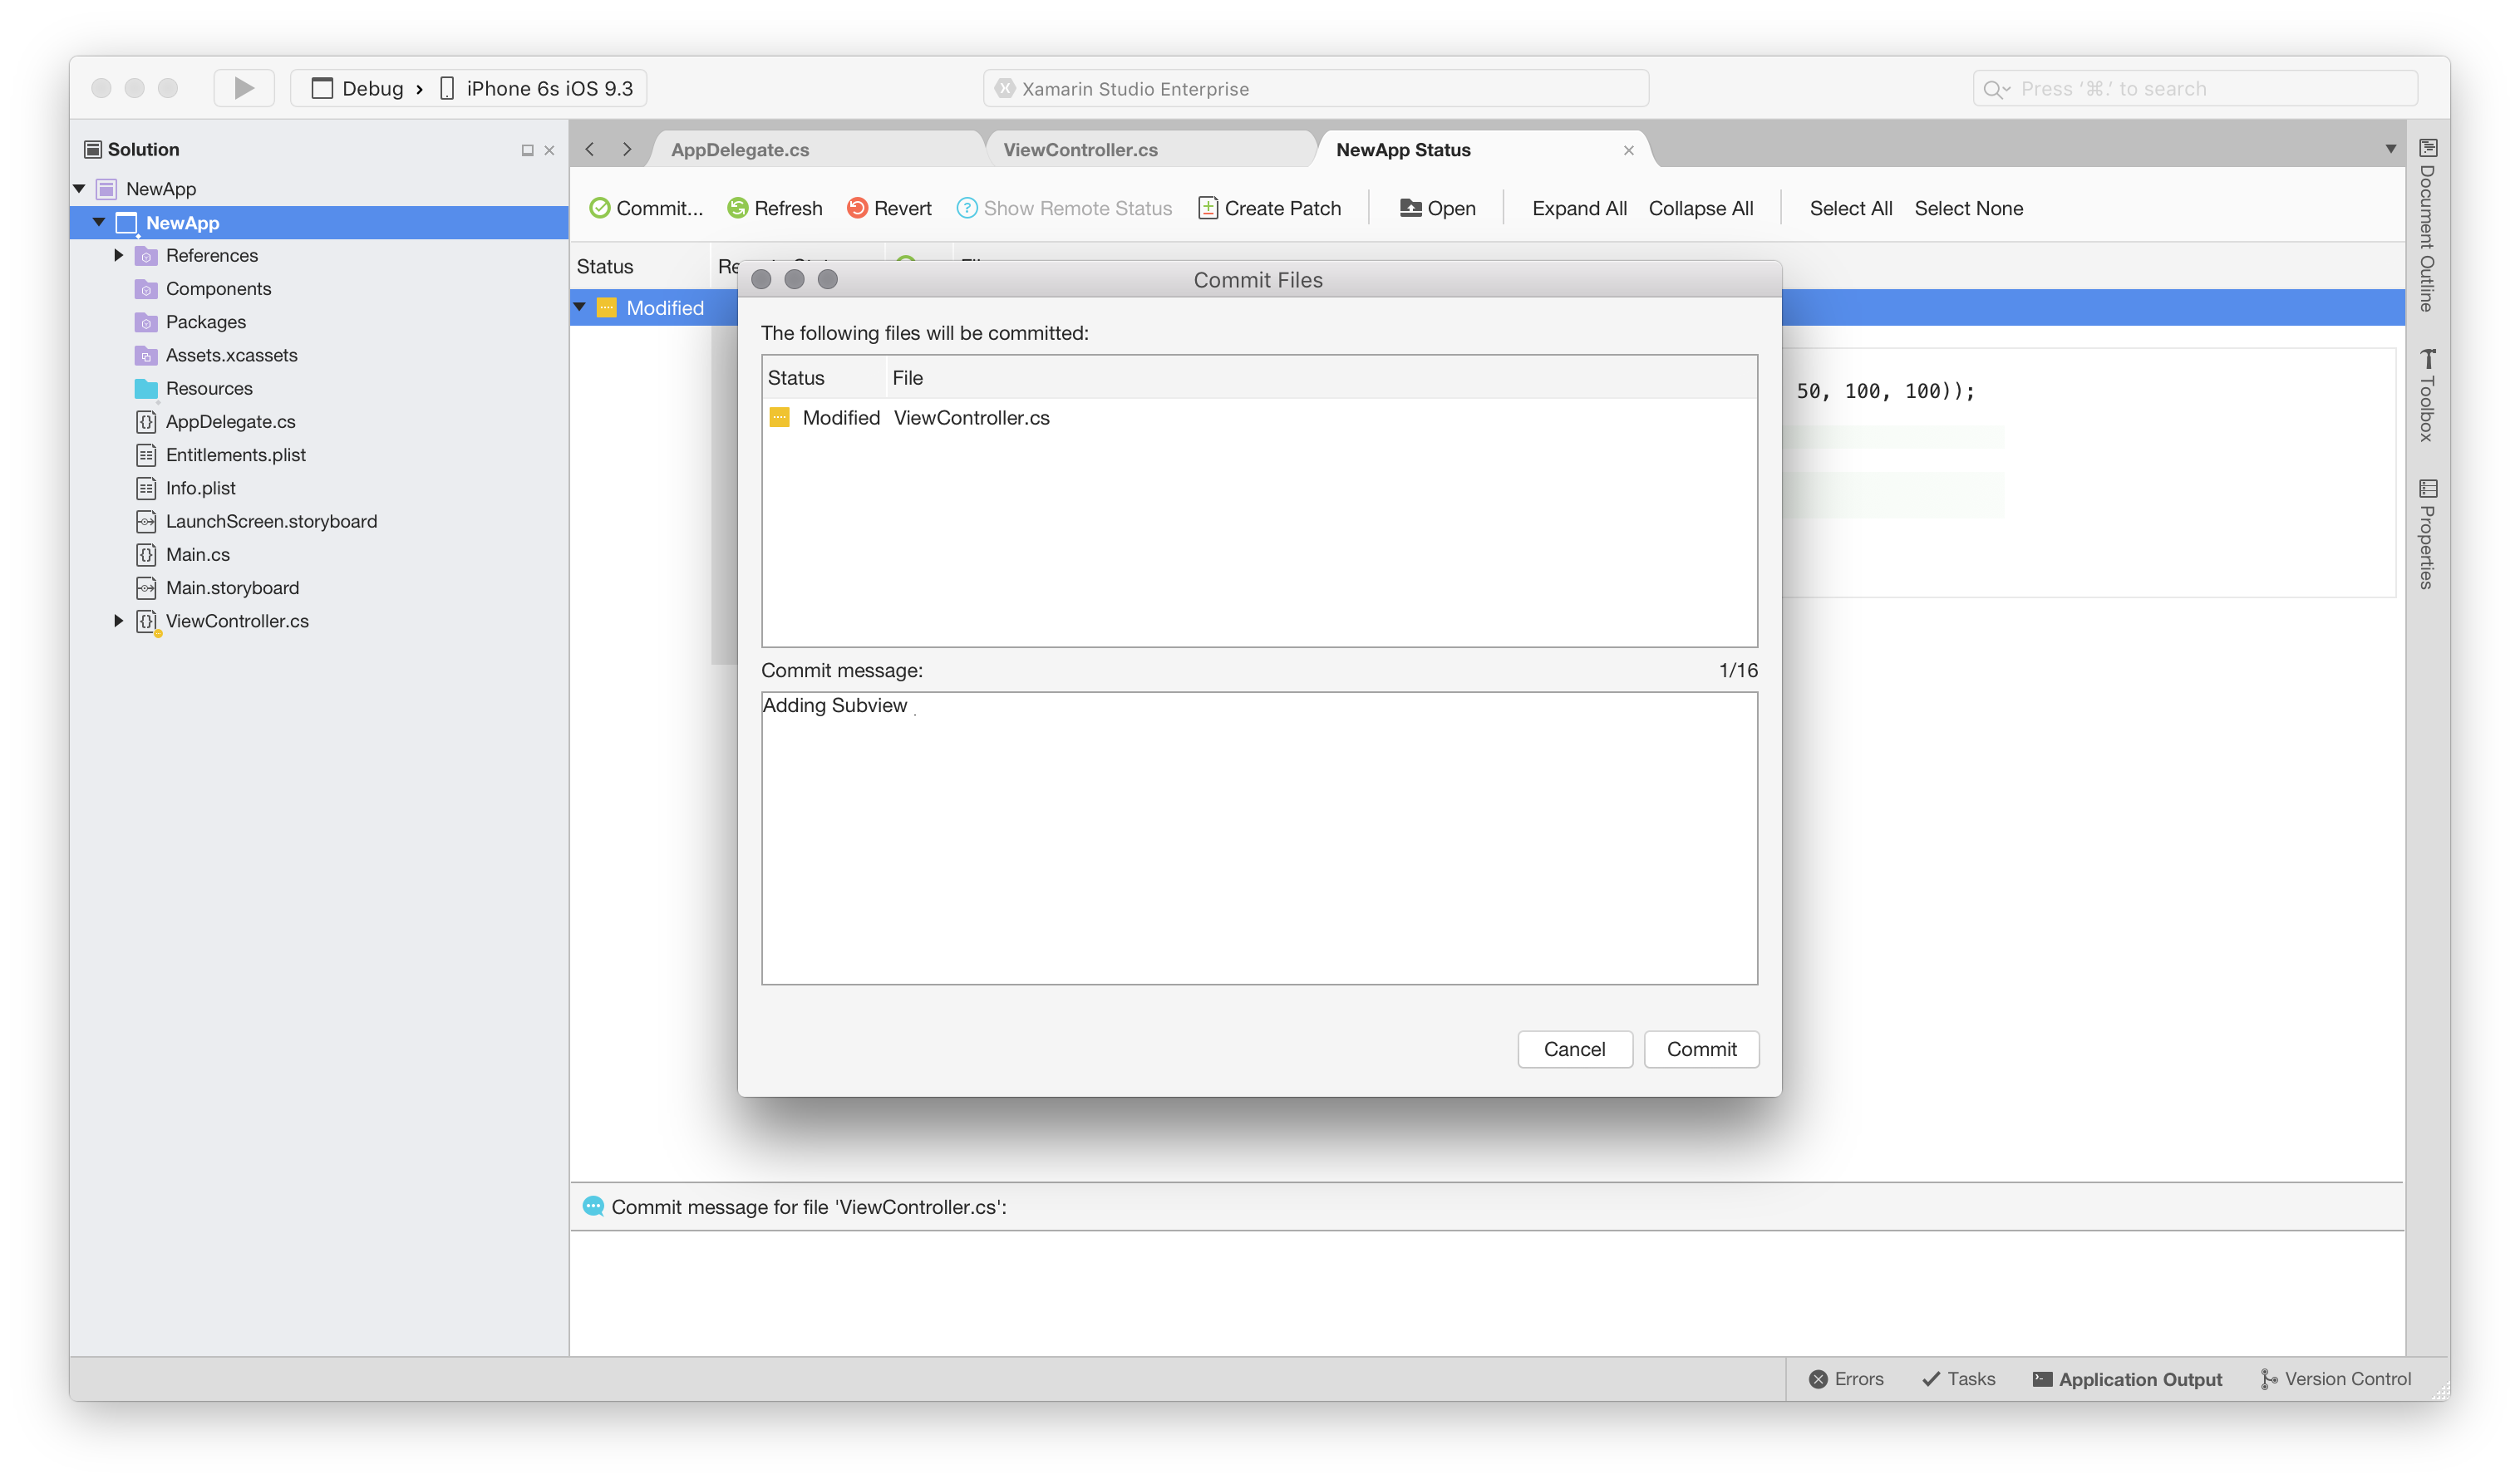 Debug › iPhone 6s iOS 9.3
Xamarin Studio Enterprise
Press ‘⌘.’ to search
Solution
AppDelegate.cs
ViewController.cs
NewApp Status
NewApp
NewApp
References
Components
Packages
Assets.xcassets
Resources
AppDelegate.cs
Entitlements.plist
Info.plist
LaunchScreen.storyboard
Main.cs
Main.storyboard
ViewController.cs
Commit... Refresh Revert Show Remote Status Create Patch Open Expand All Collapse All Select All Select None
Status
Modified
50, 100, 100));
Commit Files
The following files will be committed:
Status File
Modified ViewController.cs
Commit message: 1/16
Adding Subview
Cancel Commit
Commit message for file 'ViewController.cs':
Document Outline
Toolbox
Properties
Errors Tasks Application Output Version Control